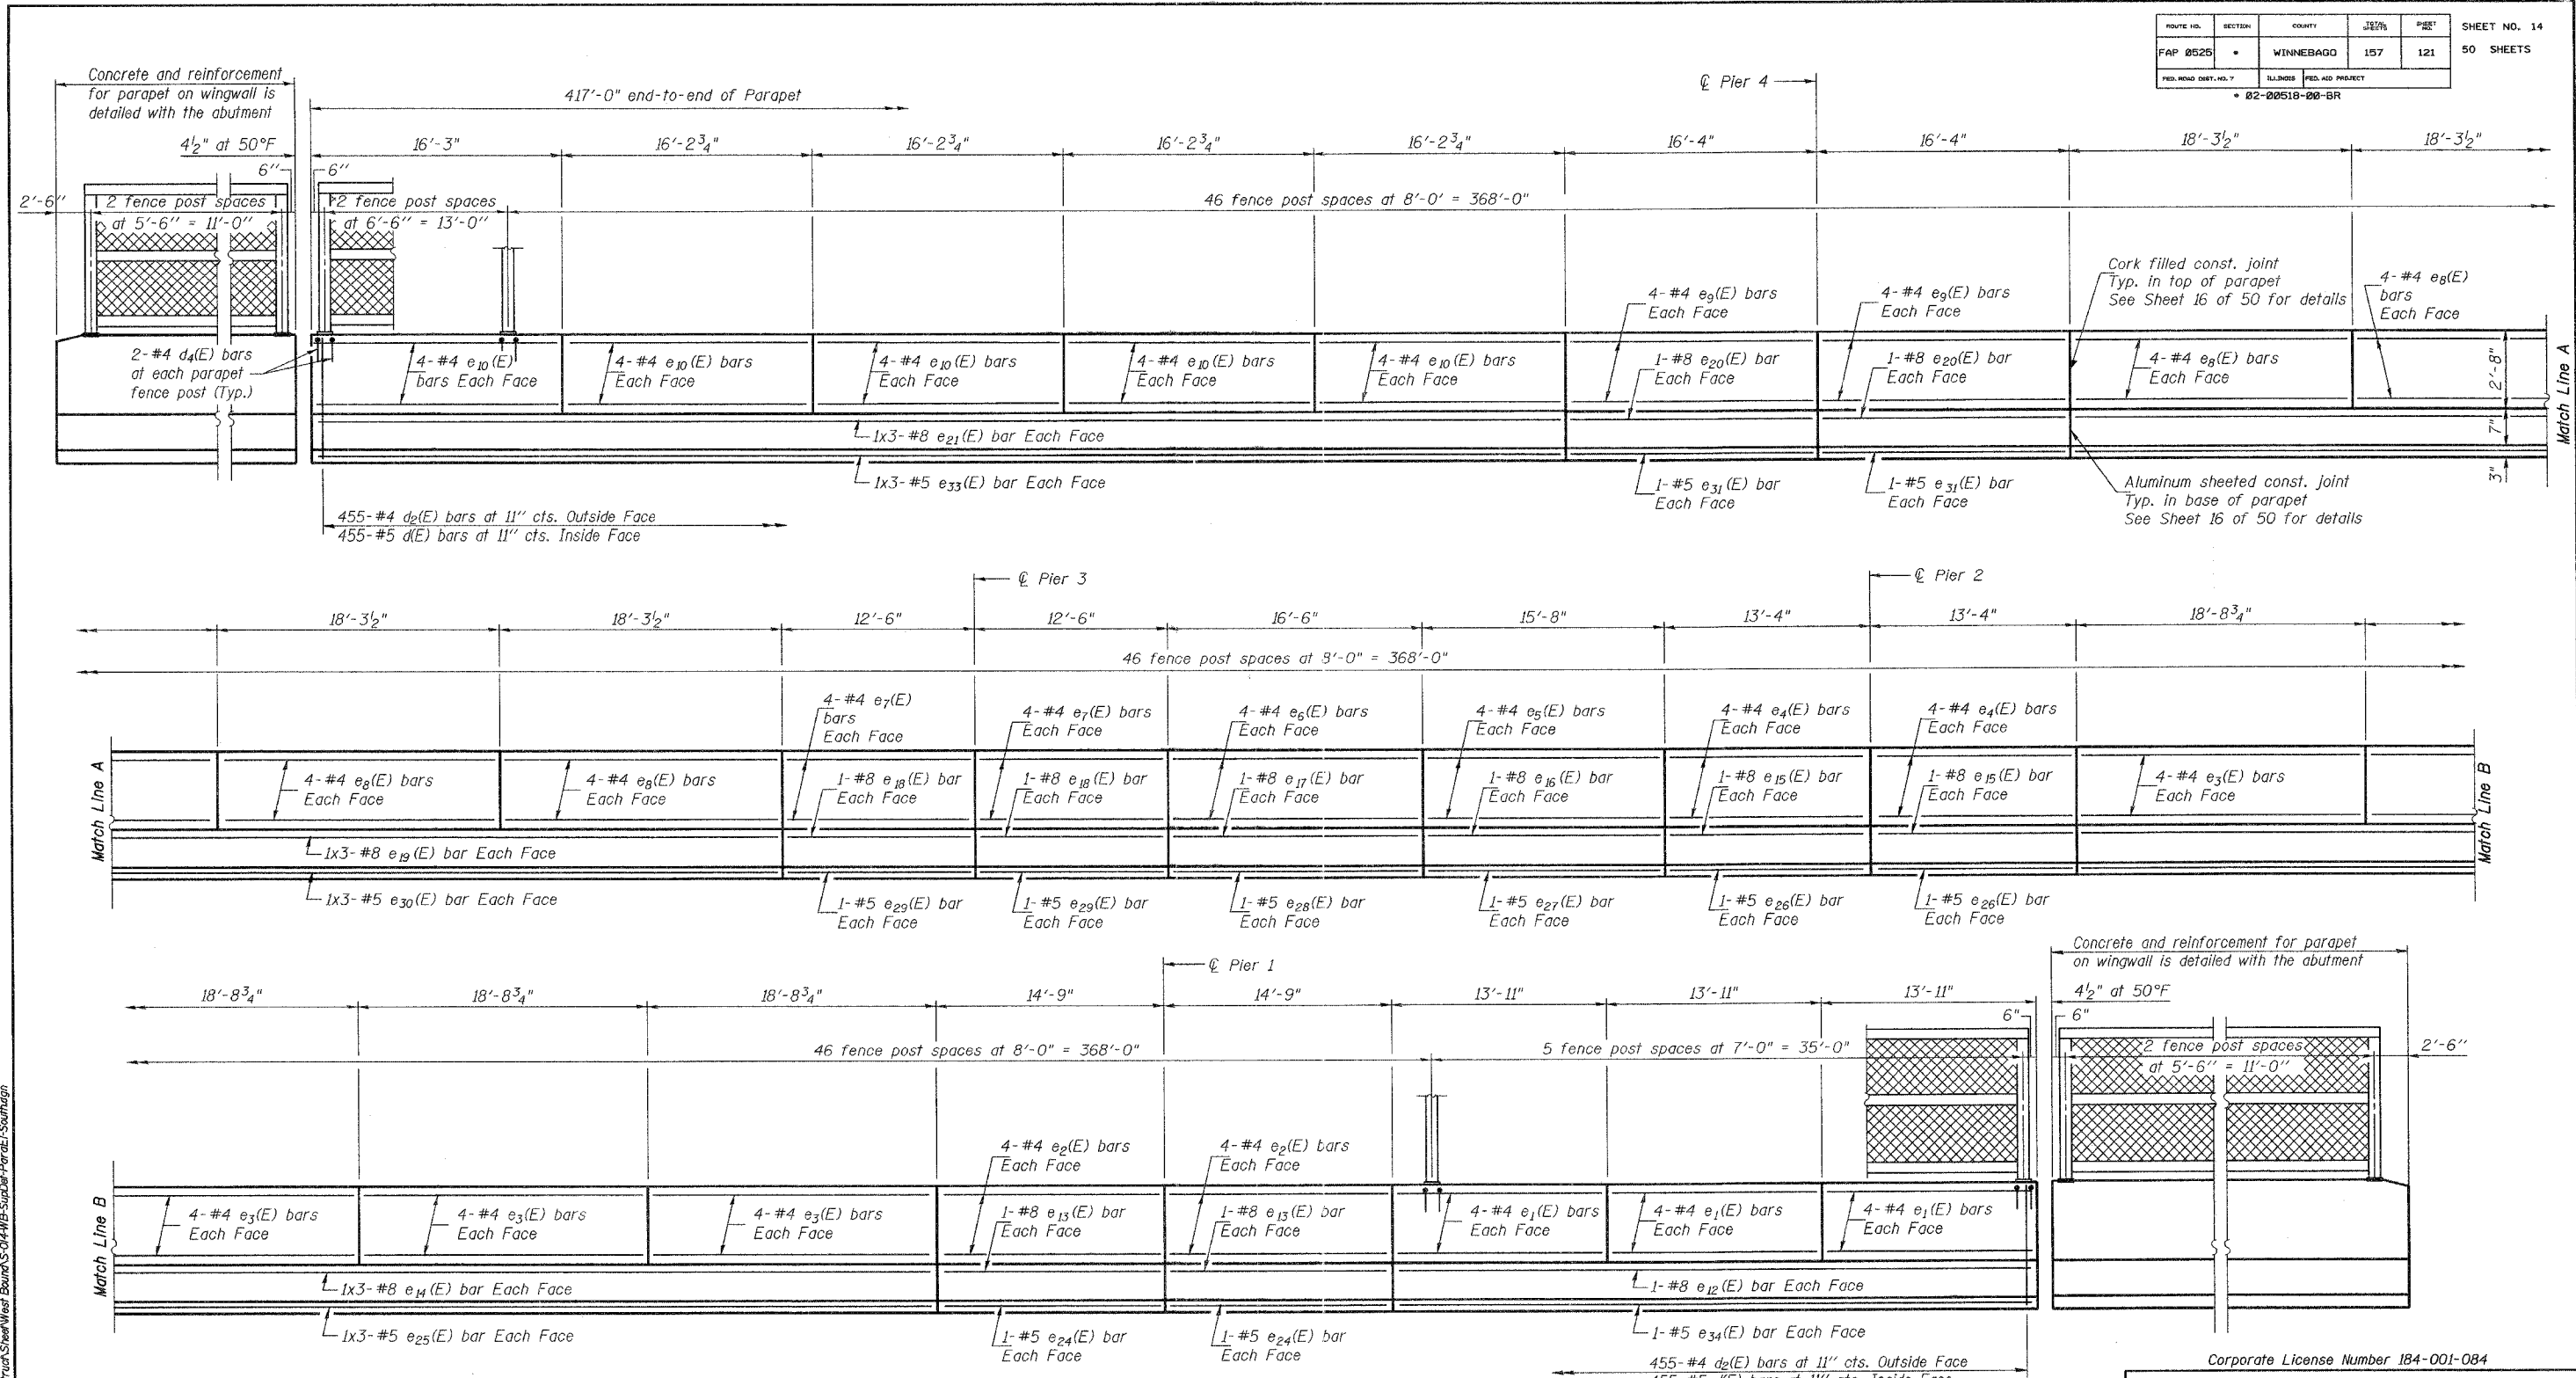 ROUTE NO. SECTION COUNTY TOTAL SHEETS SHEET NO.
FAP 0525 * WINNEBAGO 157 121
FED. ROAD DIST. NO. 7 ILLINOIS FED. AID PROJECT
* 02-00518-00-BR
SHEET NO. 14
50 SHEETS
Concrete and reinforcement
for parapet on wingwall is
detailed with the abutment
417'-0" end-to-end of Parapet
℄ Pier 4
4½" at 50°F
16'-3" 16'-2¾" 16'-2¾" 16'-2¾" 16'-2¾" 16'-4" 16'-4" 18'-3½" 18'-3½"
6" 6"
2'-6"
2 fence post spaces
at 5'-6" = 11'-0"
2 fence post spaces
at 6'-6" = 13'-0"
46 fence post spaces at 8'-0' = 368'-0"
2-#4 d4(E) bars
at each parapet
fence post (Typ.)
4-#4 e10(E)
bars Each Face
4-#4 e10(E) bars
Each Face
4-#4 e10(E) bars
Each Face
4-#4 e10(E) bars
Each Face
4-#4 e10(E) bars
Each Face
4-#4 e9(E) bars
Each Face
1-#8 e20(E) bar
Each Face
4-#4 e9(E) bars
Each Face
1-#8 e20(E) bar
Each Face
Cork filled const. joint
Typ. in top of parapet
See Sheet 16 of 50 for details
4-#4 e8(E) bars
Each Face
4-#4 e8(E)
bars
Each Face
2'-8"
7"
3"
Match Line A
1x3-#8 e21(E) bar Each Face
1x3-#5 e33(E) bar Each Face
1-#5 e31(E) bar
Each Face
1-#5 e31(E) bar
Each Face
Aluminum sheeted const. joint
Typ. in base of parapet
See Sheet 16 of 50 for details
455-#4 d2(E) bars at 11" cts. Outside Face
455-#5 d(E) bars at 11" cts. Inside Face
℄ Pier 3
℄ Pier 2
18'-3½" 18'-3½" 12'-6" 12'-6" 16'-6" 15'-8" 13'-4" 13'-4" 18'-8¾"
46 fence post spaces at 8'-0" = 368'-0"
Match Line A
4-#4 e8(E) bars
Each Face
4-#4 e8(E) bars
Each Face
4-#4 e7(E)
bars
Each Face
1-#8 e18(E) bar
Each Face
4-#4 e7(E) bars
Each Face
1-#8 e18(E) bar
Each Face
4-#4 e6(E) bars
Each Face
1-#8 e17(E) bar
Each Face
4-#4 e5(E) bars
Each Face
1-#8 e16(E) bar
Each Face
4-#4 e4(E) bars
Each Face
1-#8 e15(E) bar
Each Face
4-#4 e4(E) bars
Each Face
1-#8 e15(E) bar
Each Face
4-#4 e3(E) bars
Each Face
Match Line B
1x3-#8 e19(E) bar Each Face
1x3-#5 e30(E) bar Each Face
1-#5 e29(E) bar
Each Face
1-#5 e29(E) bar
Each Face
1-#5 e28(E) bar
Each Face
1-#5 e27(E) bar
Each Face
1-#5 e26(E) bar
Each Face
1-#5 e26(E) bar
Each Face
℄ Pier 1
Concrete and reinforcement for parapet
on wingwall is detailed with the abutment
18'-8¾" 18'-8¾" 18'-8¾" 14'-9" 14'-9" 13'-11" 13'-11" 13'-11"
4½" at 50°F
6" 6"
46 fence post spaces at 8'-0" = 368'-0"
5 fence post spaces at 7'-0" = 35'-0"
2 fence post spaces
at 5'-6" = 11'-0"
2'-6"
Match Line B
4-#4 e3(E) bars
Each Face
4-#4 e3(E) bars
Each Face
4-#4 e3(E) bars
Each Face
4-#4 e2(E) bars
Each Face
1-#8 e13(E) bar
Each Face
4-#4 e2(E) bars
Each Face
1-#8 e13(E) bar
Each Face
4-#4 e1(E) bars
Each Face
4-#4 e1(E) bars
Each Face
4-#4 e1(E) bars
Each Face
1x3-#8 e14(E) bar Each Face
1x3-#5 e25(E) bar Each Face
1-#5 e24(E) bar
Each Face
1-#5 e24(E) bar
Each Face
1-#8 e12(E) bar Each Face
1-#5 e34(E) bar Each Face
455-#4 d2(E) bars at 11" cts. Outside Face
455-#5 d(E) bars at 11" cts. Inside Face
Corporate License Number 184-001-084